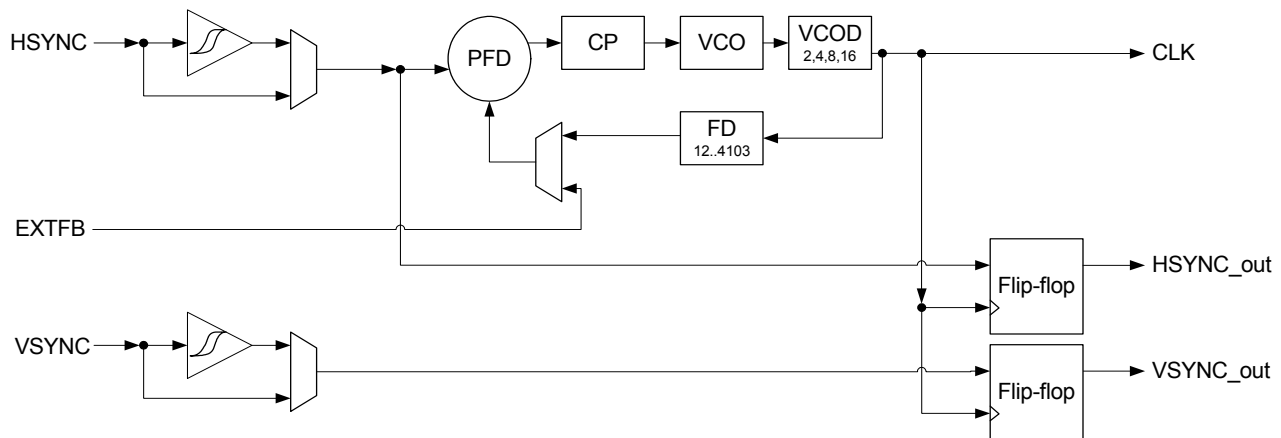 HSYNC
PFD
CP
VCO
VCOD
2,4,8,16
CLK
FD
12..4103
EXTFB
Flip-flop
HSYNC_out
VSYNC
Flip-flop
VSYNC_out